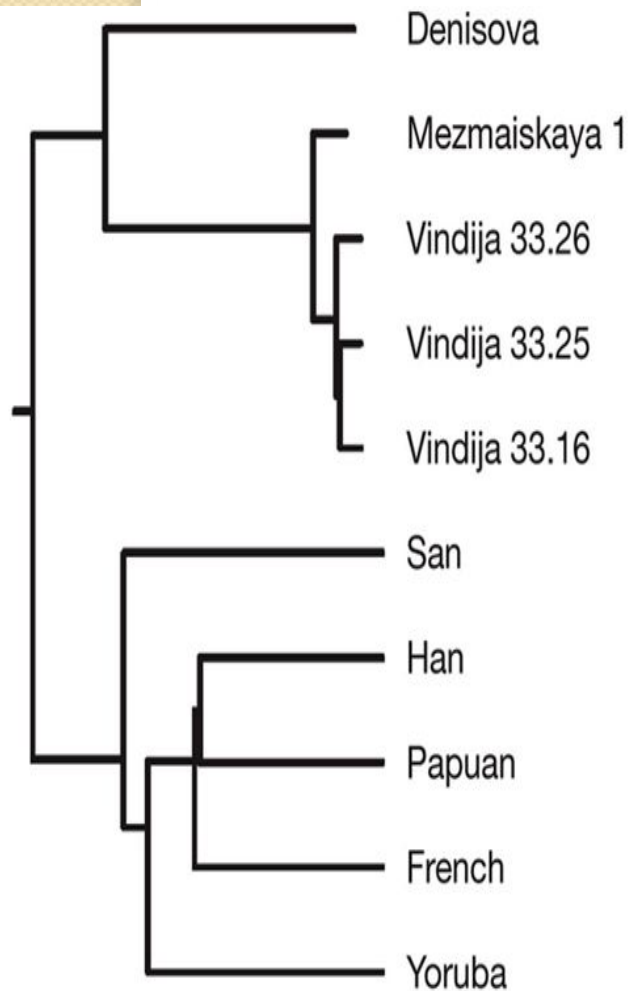 Denisova
Mezmaiskaya 1
Vindija 33.26
Vindija 33.25
Vindija 33.16
San
Han
Papuan
French
Yoruba